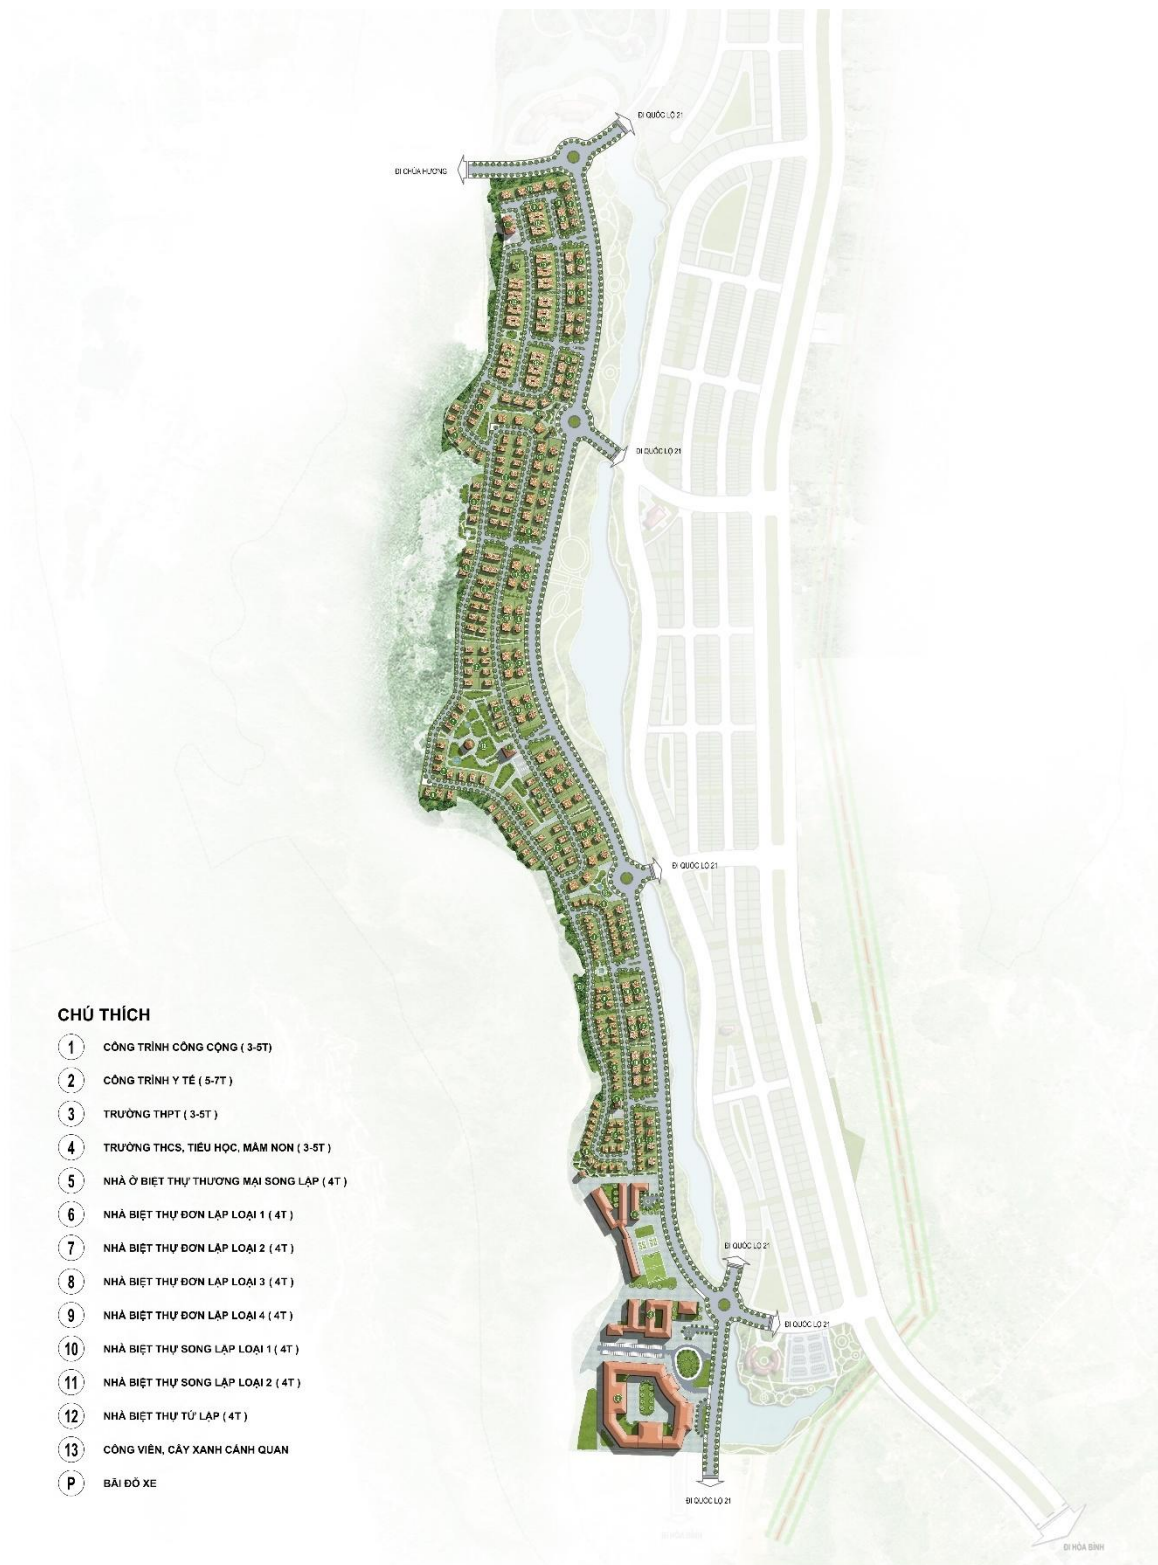 ĐI QUỐC LỘ 21
ĐI CHÙA HƯƠNG
ĐI QUỐC LỘ 21
ĐI QUỐC LỘ 21
CHÚ THÍCH
1 CÔNG TRÌNH CÔNG CỘNG ( 3-5T)
2 CÔNG TRÌNH Y TẾ ( 5-7T )
3 TRƯỜNG THPT ( 3-5T )
4 TRƯỜNG THCS, TIỂU HỌC, MẦM NON ( 3-5T )
5 NHÀ Ở BIỆT THỰ THƯƠNG MẠI SONG LẬP ( 4T )
6 NHÀ BIỆT THỰ ĐƠN LẬP LOẠI 1 ( 4T )
7 NHÀ BIỆT THỰ ĐƠN LẬP LOẠI 2 ( 4T )
8 NHÀ BIỆT THỰ ĐƠN LẬP LOẠI 3 ( 4T )
9 NHÀ BIỆT THỰ ĐƠN LẬP LOẠI 4 ( 4T )
10 NHÀ BIỆT THỰ SONG LẬP LOẠI 1 ( 4T )
11 NHÀ BIỆT THỰ SONG LẬP LOẠI 2 ( 4T )
12 NHÀ BIỆT THỰ TỨ LẬP ( 4T )
13 CÔNG VIÊN, CÂY XANH CẢNH QUAN
P BÃI ĐỖ XE
ĐI QUỐC LỘ 21
ĐI QUỐC LỘ 21
ĐI QUỐC LỘ 21
ĐI HÒA BÌNH
ĐI HÒA BÌNH